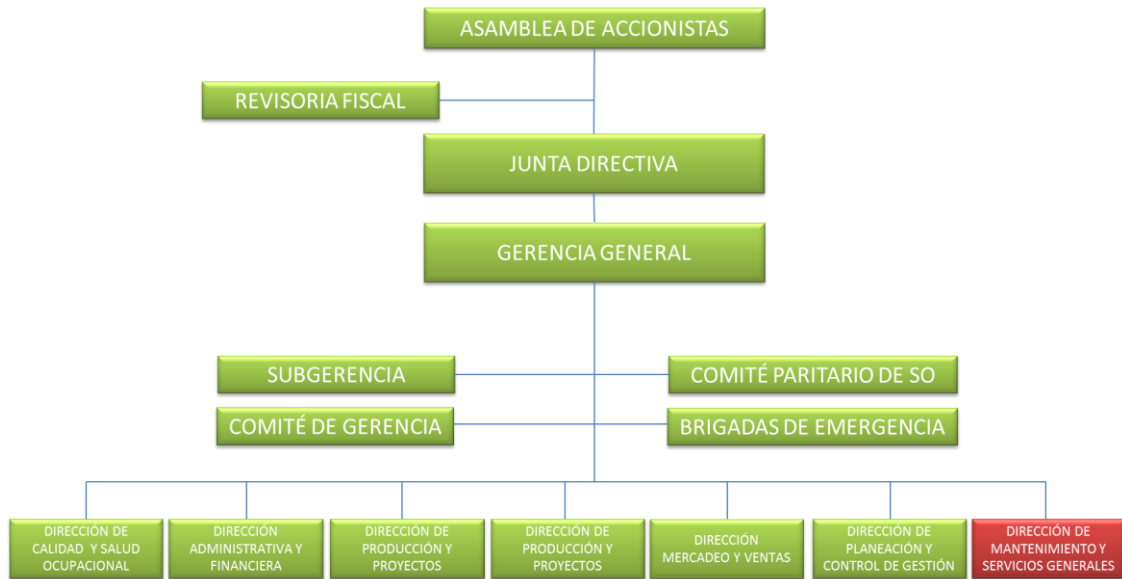 ASAMBLEA DE ACCIONISTAS
REVISORIA FISCAL
JUNTA DIRECTIVA
GERENCIA GENERAL
SUBGERENCIA
COMITÉ PARITARIO DE SO
COMITÉ DE GERENCIA
BRIGADAS DE EMERGENCIA
DIRECCIÓN DE
CALIDAD Y SALUD
OCUPACIONAL
DIRECCIÓN
ADMINISTRATIVA Y
FINANCIERA
DIRECCIÓN DE
PRODUCCIÓN Y
PROYECTOS
DIRECCIÓN DE
PRODUCCIÓN Y
PROYECTOS
DIRECCIÓN
MERCADEO Y VENTAS
DIRECCIÓN DE
PLANEACIÓN Y
CONTROL DE GESTIÓN
DIRECCIÓN DE
MANTENIMIENTO Y
SERVICIOS GENERALES